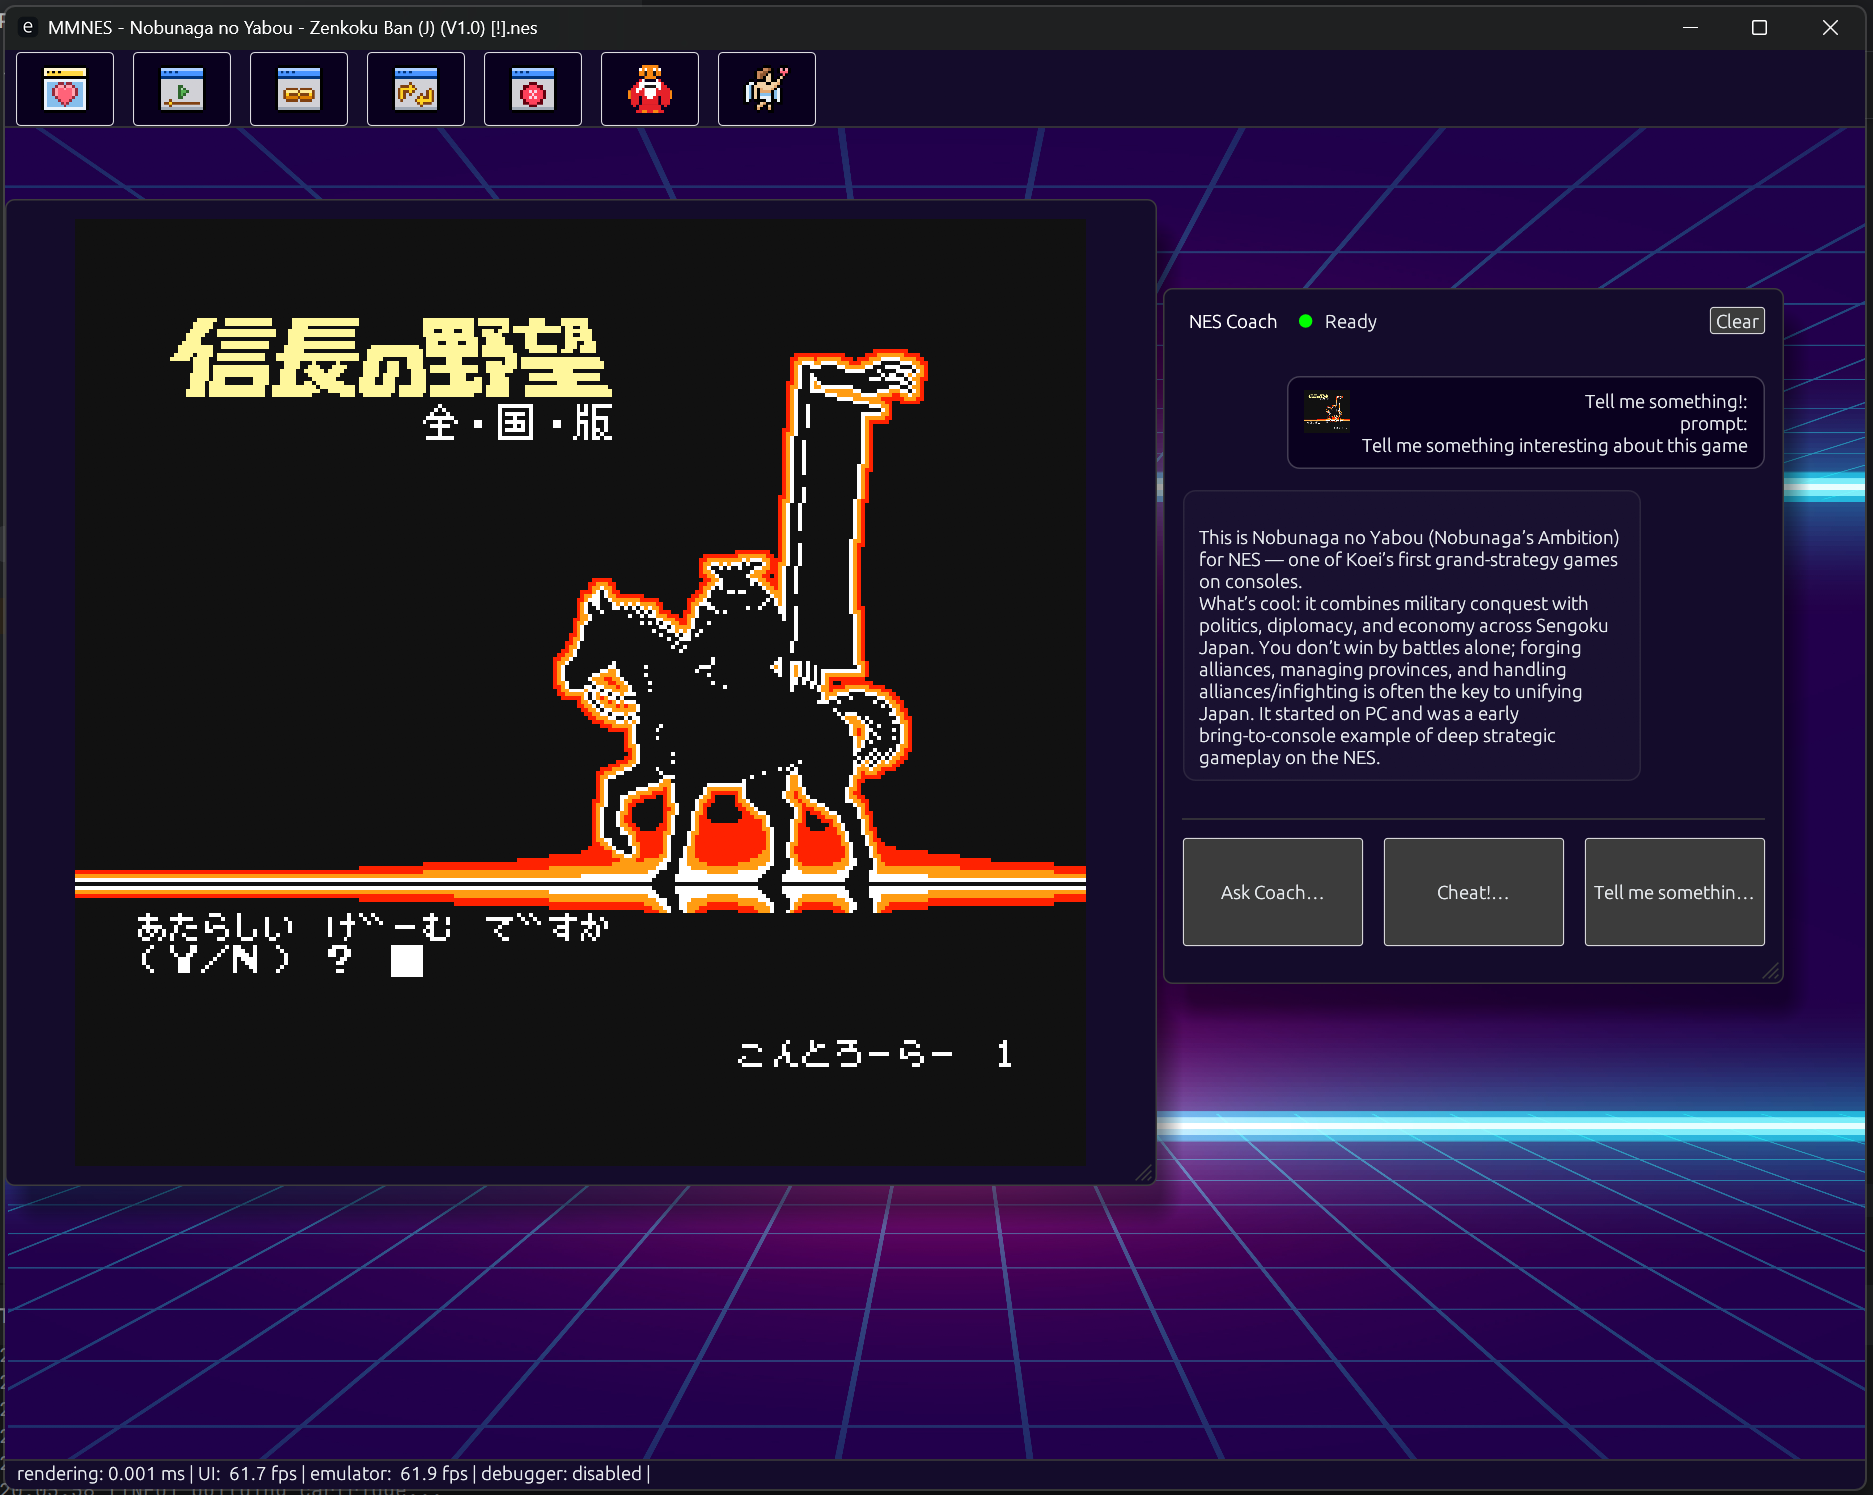 MMNES - Nobunaga no Yabou - Zenkoku Ban (J) (V1.0) [!].nes
信長の野望
全・国・版
あたらしい げーむ ですか
(Y/N) ?
こんとろーらー 1
NES Coach
Ready
Clear
Tell me something!:
prompt:
Tell me something interesting about this game
This is Nobunaga no Yabou (Nobunaga’s Ambition)
for NES — one of Koei’s first grand-strategy games
on consoles.
What’s cool: it combines military conquest with
politics, diplomacy, and economy across Sengoku
Japan. You don’t win by battles alone; forging
alliances, managing provinces, and handling
alliances/infighting is often the key to unifying
Japan. It started on PC and was a early
bring-to-console example of deep strategic
gameplay on the NES.
Ask Coach...
Cheat!...
Tell me somethin...
rendering: 0.001 ms | UI: 61.7 fps | emulator: 61.9 fps | debugger: disabled |